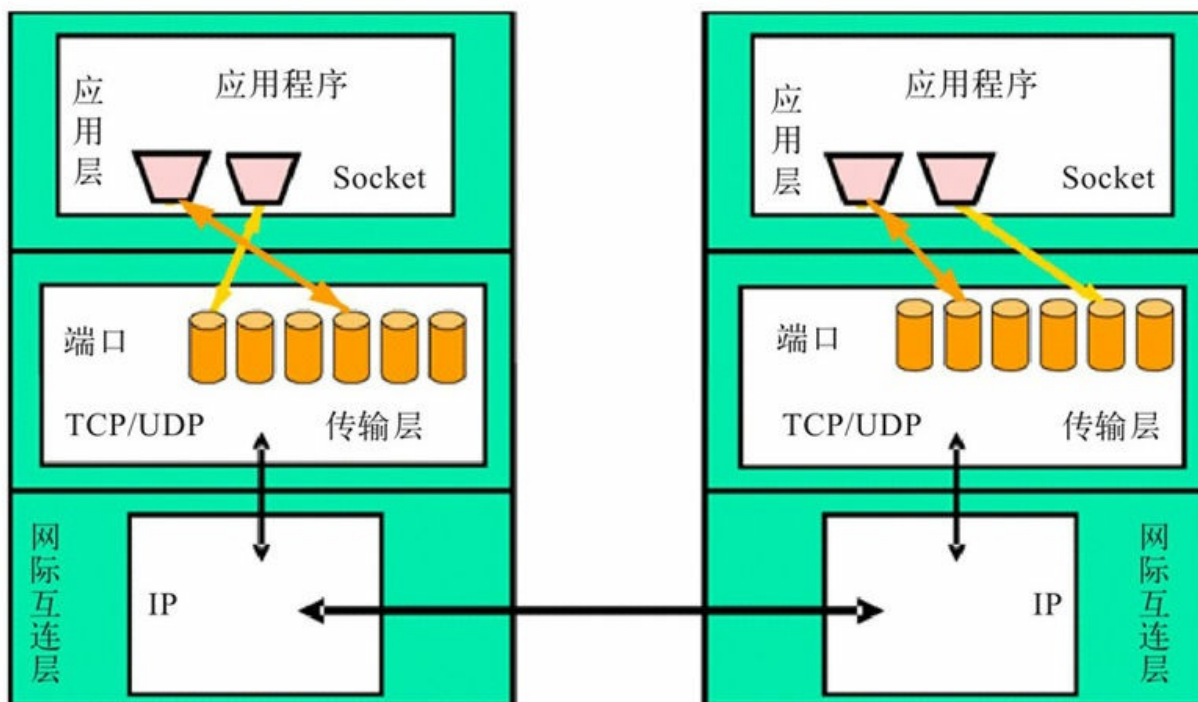 应用层
应用程序
Socket
端口
TCP/UDP
传输层
网际互连层
IP
应用层
应用程序
Socket
端口
TCP/UDP
传输层
IP
网际互连层